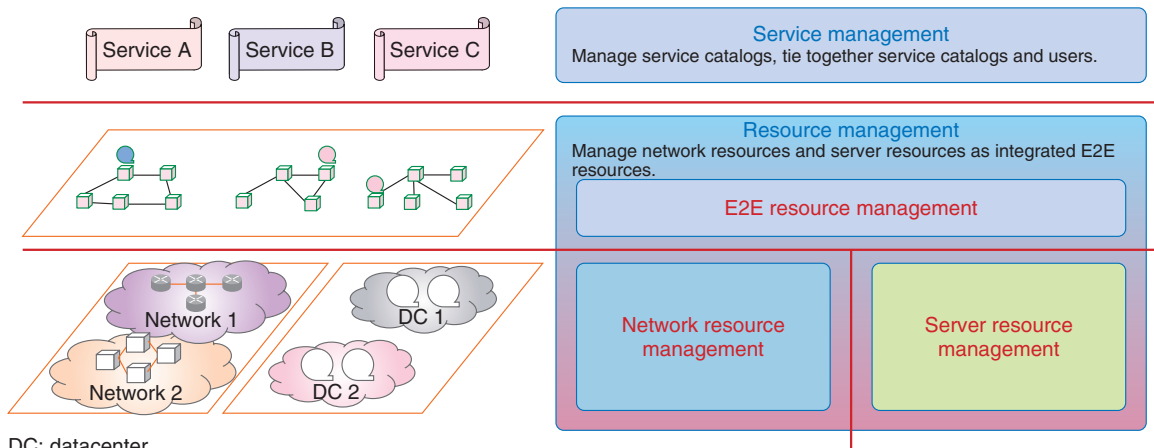 Service A
Service B
Service C
Service management
Manage service catalogs, tie together service catalogs and users.
Resource management
Manage network resources and server resources as integrated E2E
resources.
E2E resource management
Network 1
Network 2
DC 1
DC 2
Network resource
management
Server resource
management
DC: datacenter